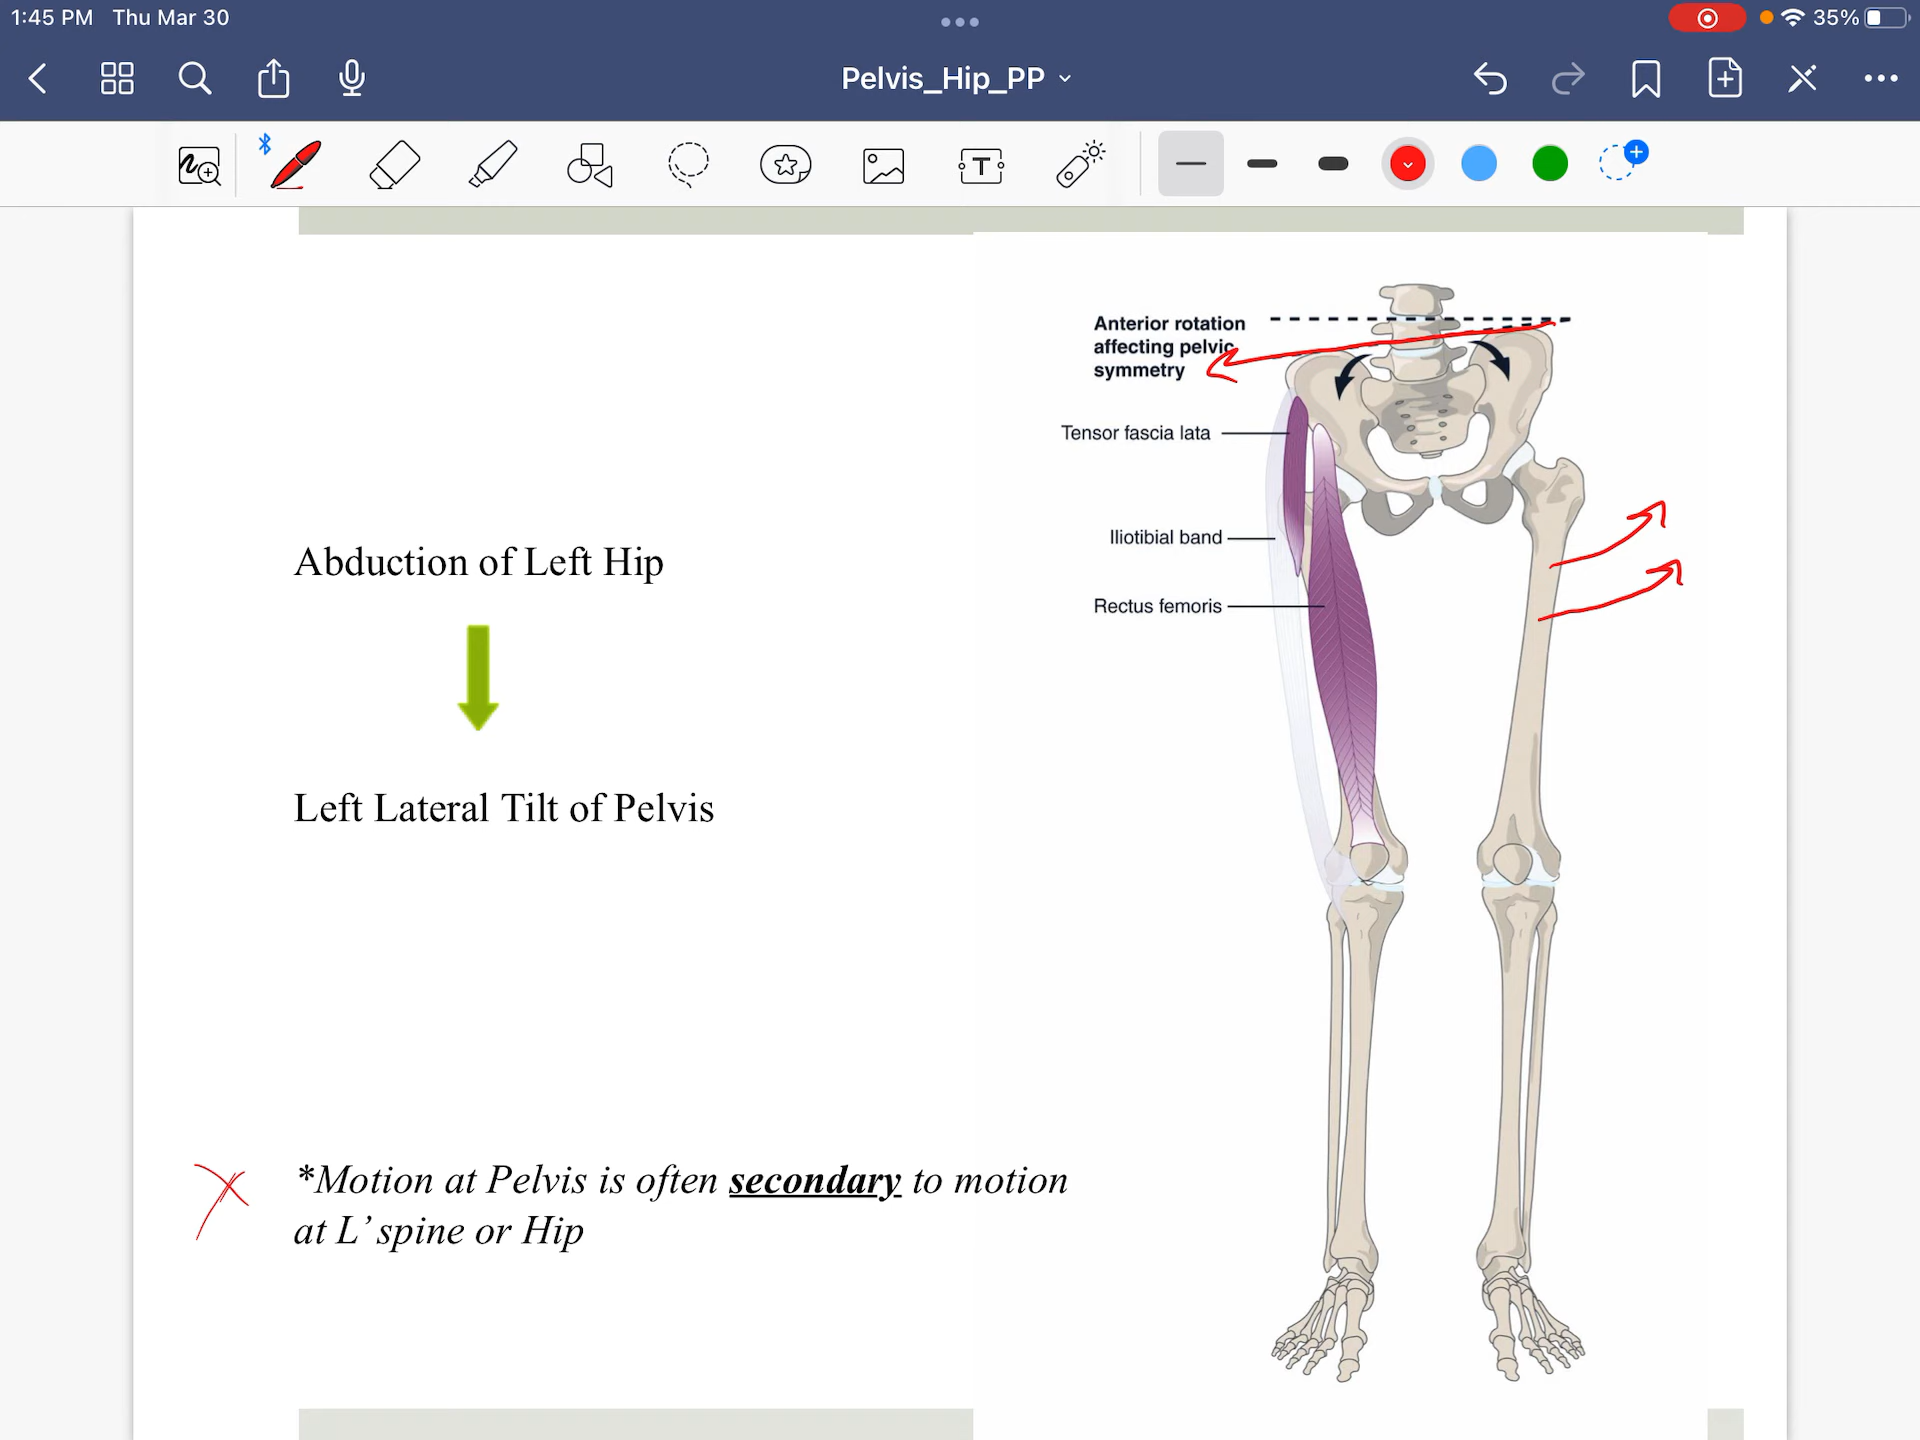 1:45 PM Thu Mar 30
35%
Pelvis_Hip_PP
T
Anterior rotation
affecting pelvic
symmetry
Tensor fascia lata
Iliotibial band
Abduction of Left Hip
Rectus femoris
Left Lateral Tilt of Pelvis
*Motion at Pelvis is often secondary to motion
at L’spine or Hip